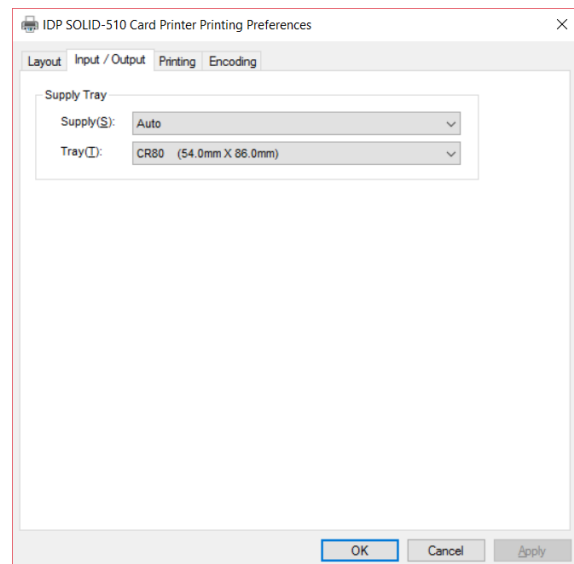 IDP SOLID-510 Card Printer Printing Preferences
Layout Input / Output Printing Encoding
Supply Tray
Supply(S): Auto
Tray(T): CR80 (54.0mm X 86.0mm)
OK Cancel Apply